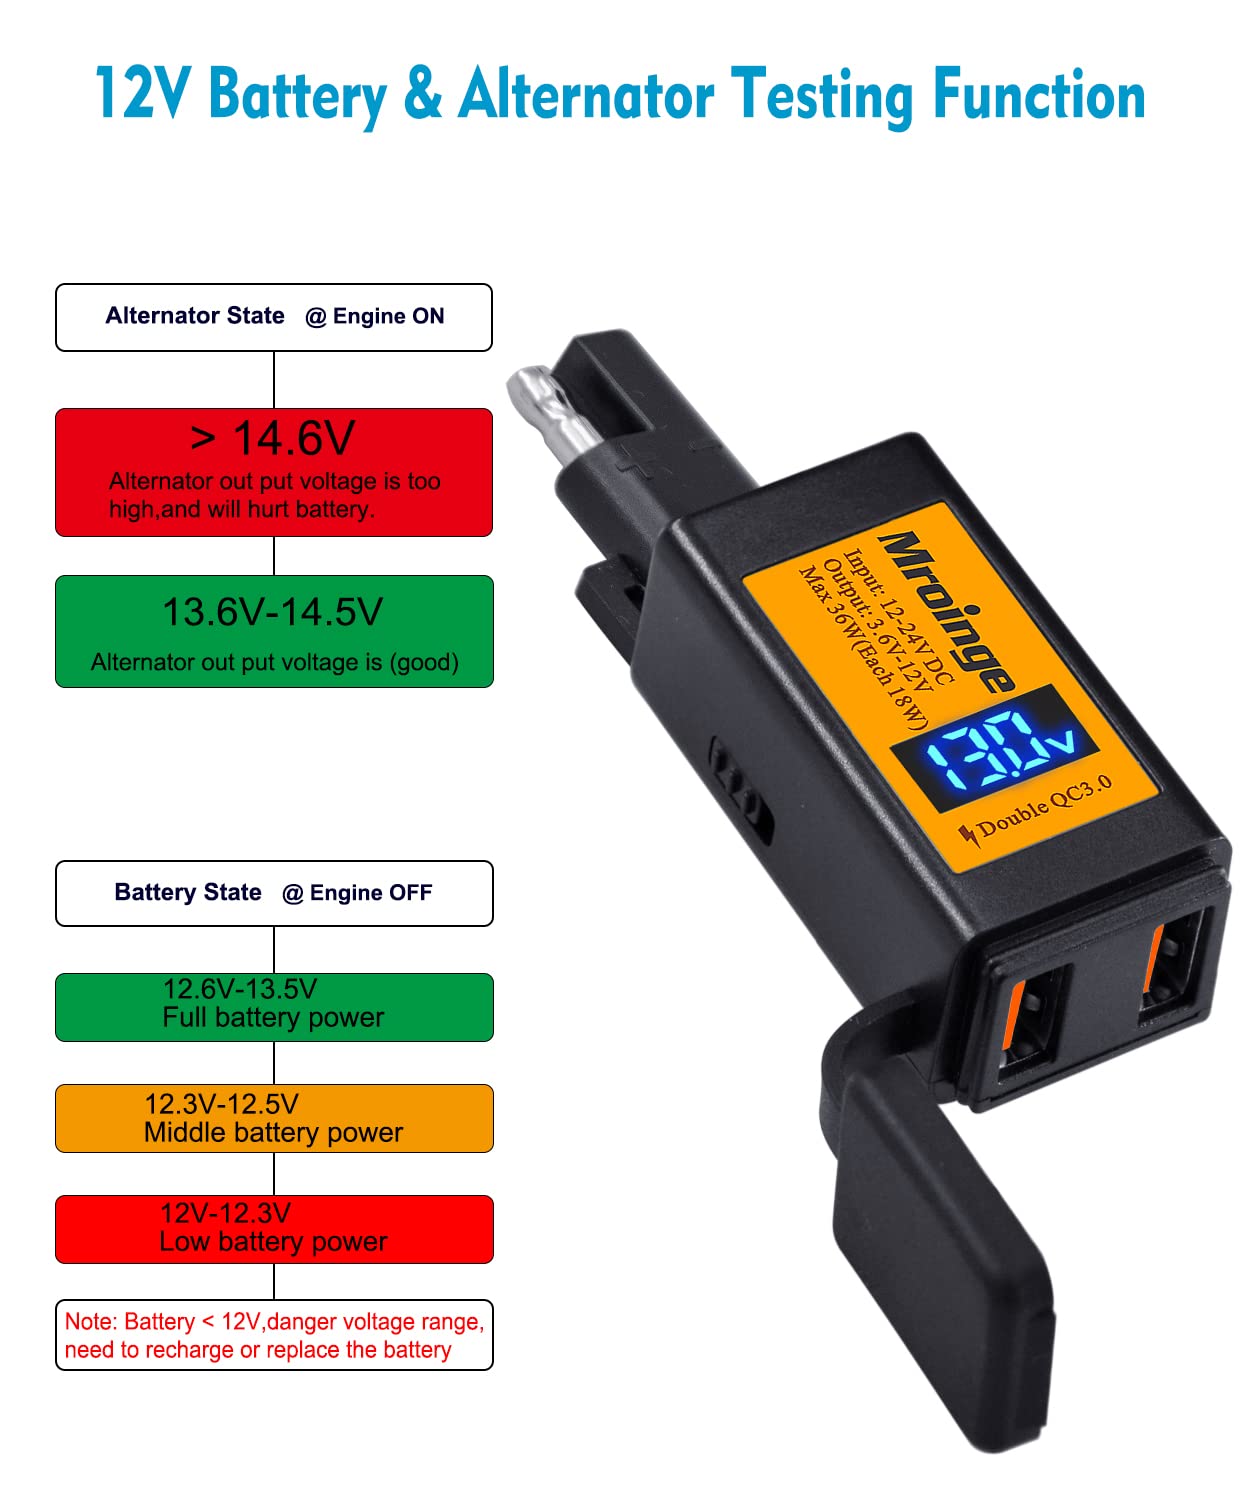 12V Battery & Alternator Testing Function
Alternator State @ Engine ON
> 14.6V
Alternator out put voltage is too
high,and will hurt battery.
13.6V-14.5V
Alternator out put voltage is (good)
Battery State @ Engine OFF
12.6V-13.5V
Full battery power
12.3V-12.5V
Middle battery power
12V-12.3V
Low battery power
Note: Battery < 12V,danger voltage range,
need to recharge or replace the battery
+ -
Mroinge
Input: 12-24V DC
Output: 3.6V-12V
Max 36W(Each 18W)
13.0V
Double QC3.0